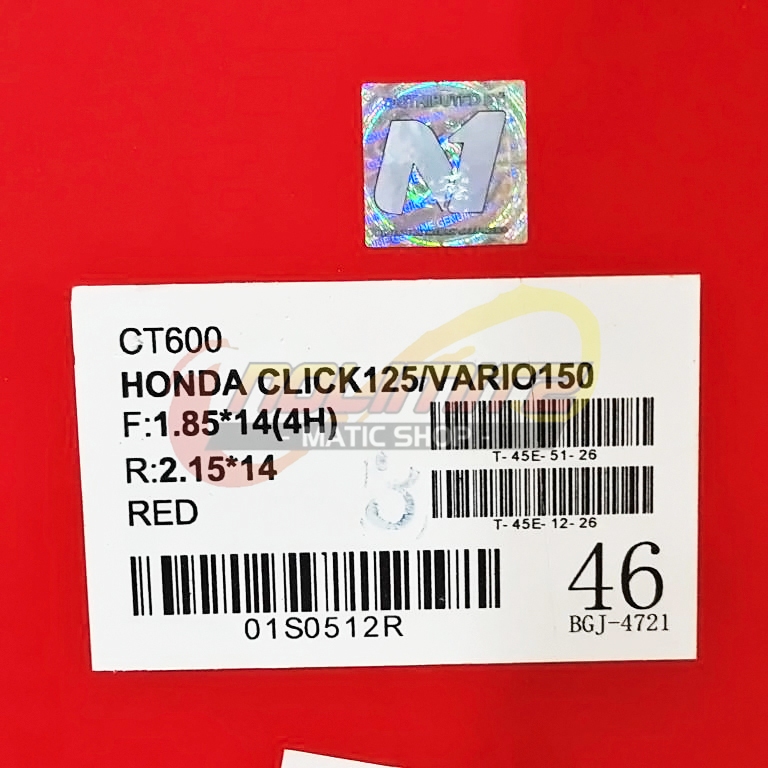 DISTRIBUTED BY
N1
CT600
HONDA CLICK125/VARIO150
F:1.85*14(4H)
MATIC SHOP
T-45E-51-26
R:2.15*14
T-45E-12-26
RED
01S0512R
46
BGJ-4721